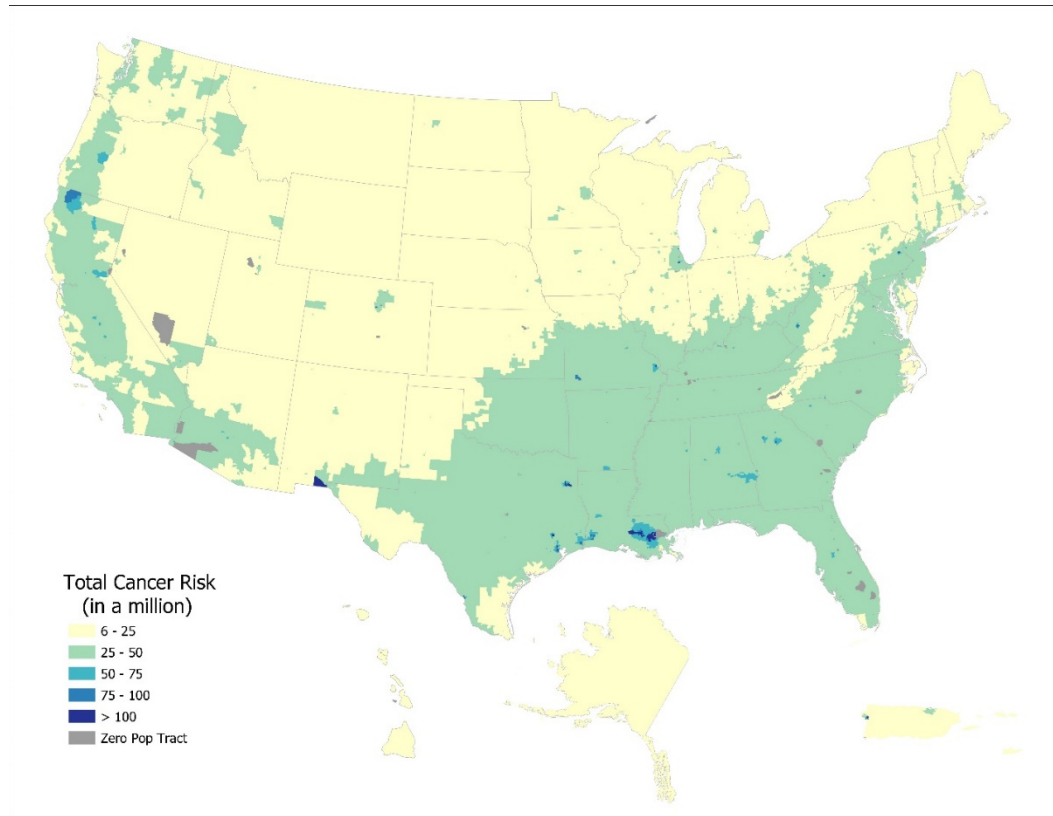 Total Cancer Risk
(in a million)
6 - 25
25 - 50
50 - 75
75 - 100
> 100
Zero Pop Tract